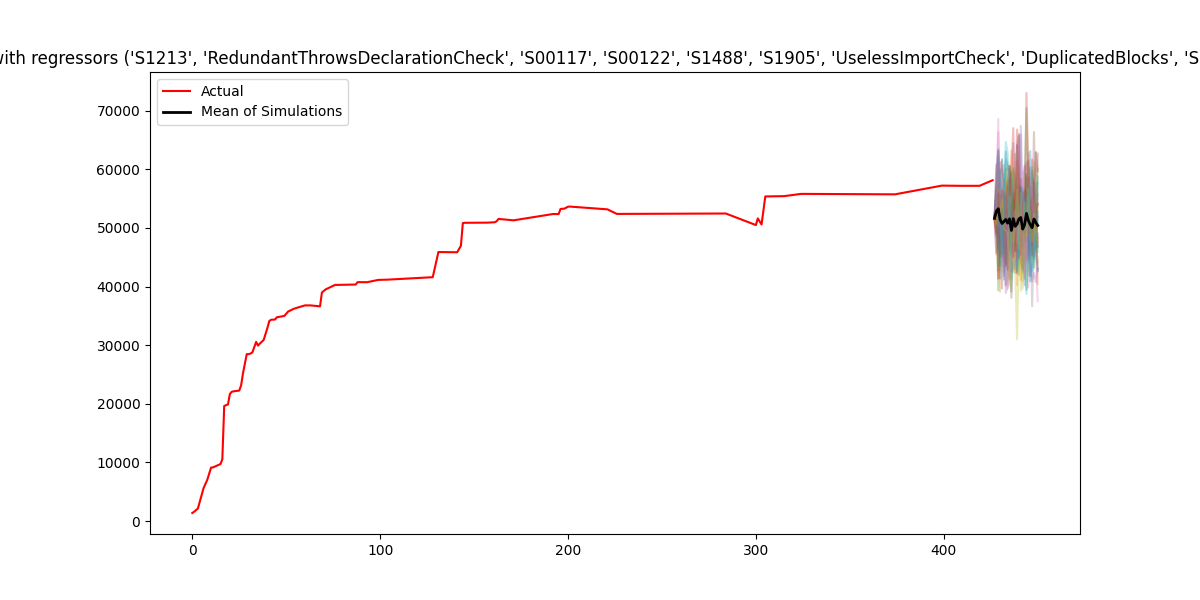 with regressors ('S1213', 'RedundantThrowsDeclarationCheck', 'S00117', 'S00122', 'S1488', 'S1905', 'UselessImportCheck', 'DuplicatedBlocks', 'S
Actual
Mean of Simulations
70000
60000
50000
40000
30000
20000
10000
0
0 100 200 300 400